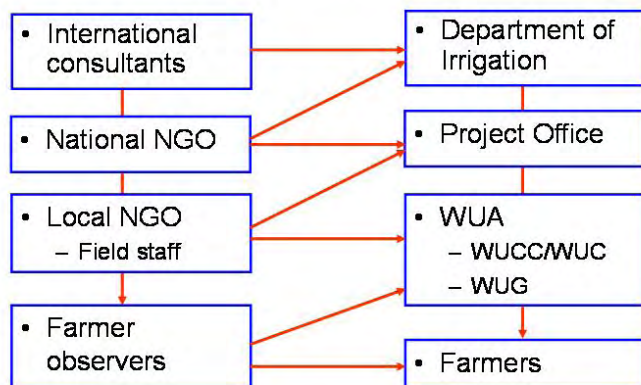 • International
consultants
• National NGO
• Local NGO
– Field staff
• Farmer
observers
• Department of
Irrigation
• Project Office
• WUA
– WUCC/WUC
– WUG
• Farmers